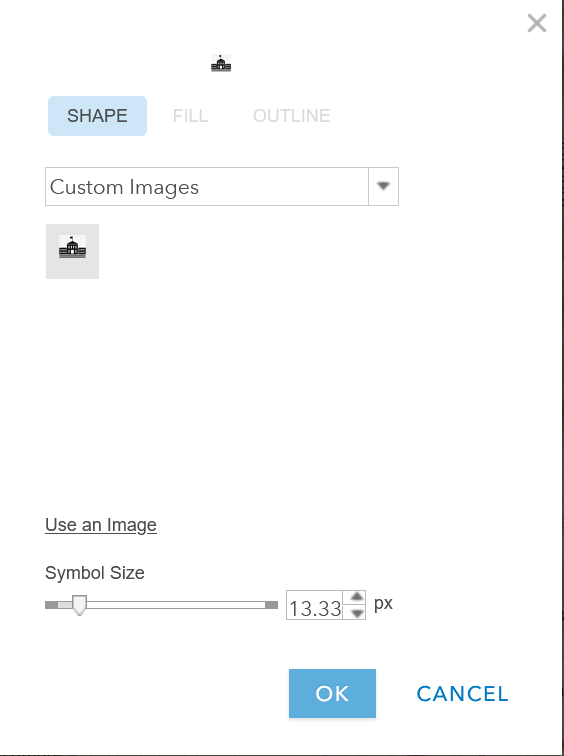 SHAPE FILL OUTLINE
Custom Images
Use an Image
Symbol Size
13.33 px
OK CANCEL